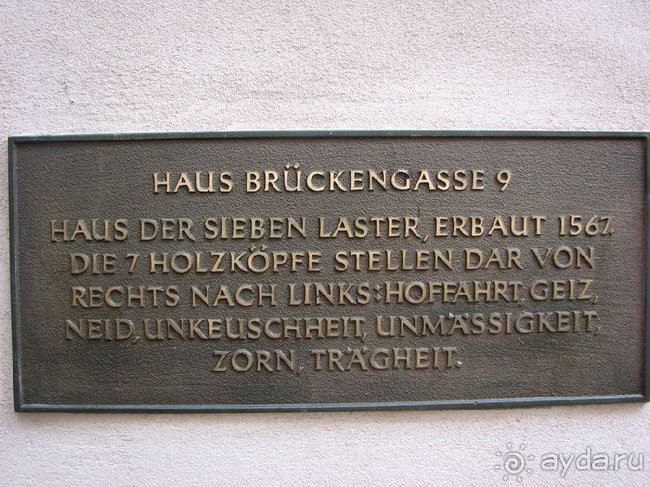 HAUS BRÜCKENGASSE 9
HAUS DER SIEBEN LASTER, ERBAUT 1567.
DIE 7 HOLZKÖPFE STELLEN DAR VON
RECHTS NACH LINKS: HOFFAHRT, GEIZ,
NEID, UNKEUSCHHEIT, UNMÄSSIGKEIT,
ZORN, TRÄGHEIT.
ayda.ru